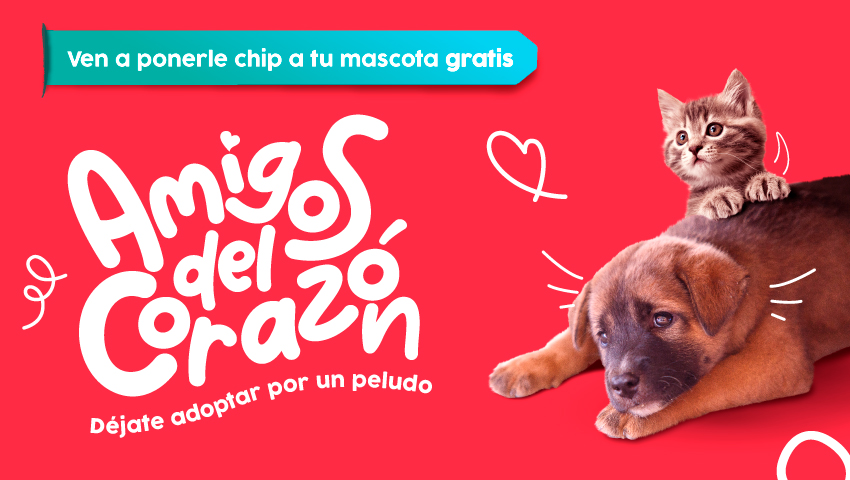 Ven a ponerle chip a tu mascota gratis
Amigos
del
Corazón
Déjate adoptar por un peludo